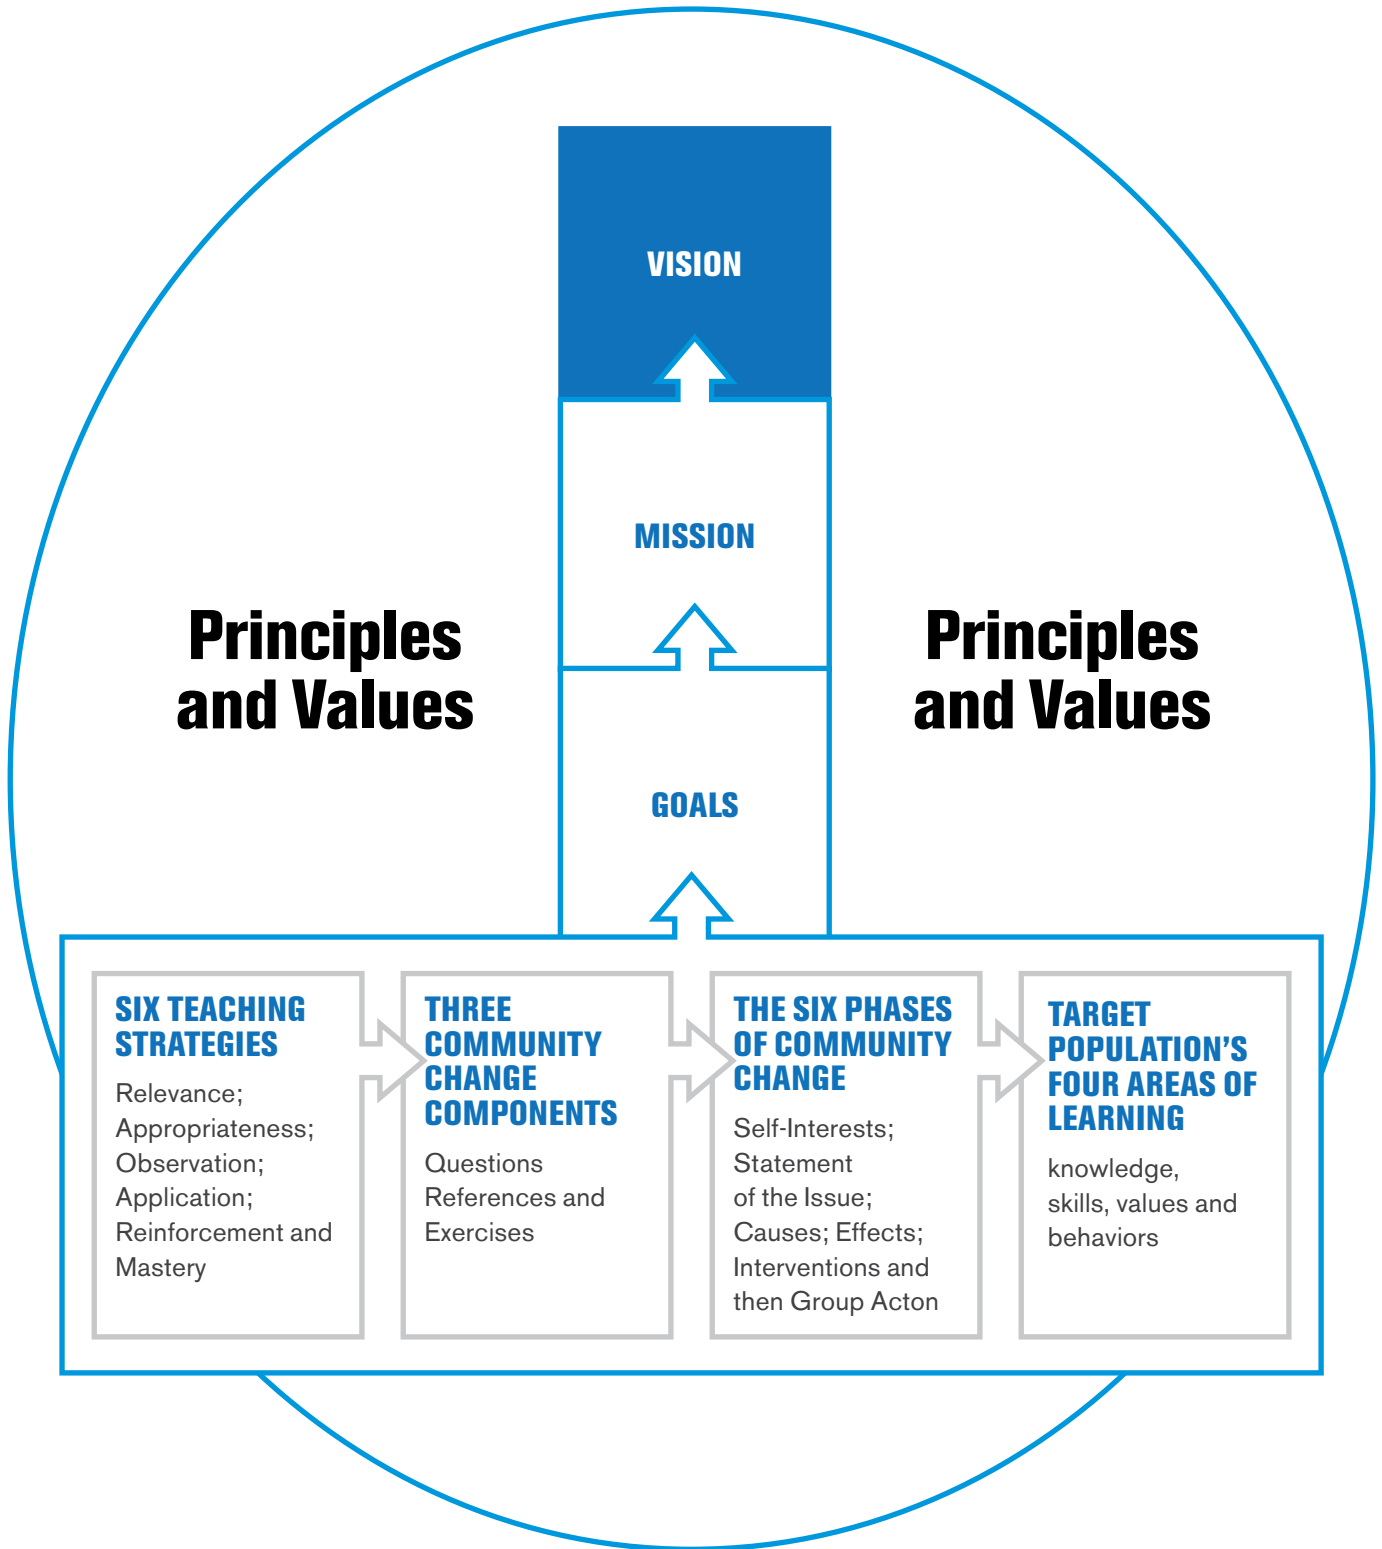 VISION
MISSION
Principles
and Values
Principles
and Values
GOALS
SIX TEACHING
STRATEGIES
Relevance;
Appropriateness;
Observation;
Application;
Reinforcement and
Mastery
THREE
COMMUNITY
CHANGE
COMPONENTS
Questions
References and
Exercises
THE SIX PHASES
OF COMMUNITY
CHANGE
Self-Interests;
Statement
of the Issue;
Causes; Effects;
Interventions and
then Group Acton
TARGET
POPULATION’S
FOUR AREAS OF
LEARNING
knowledge,
skills, values and
behaviors